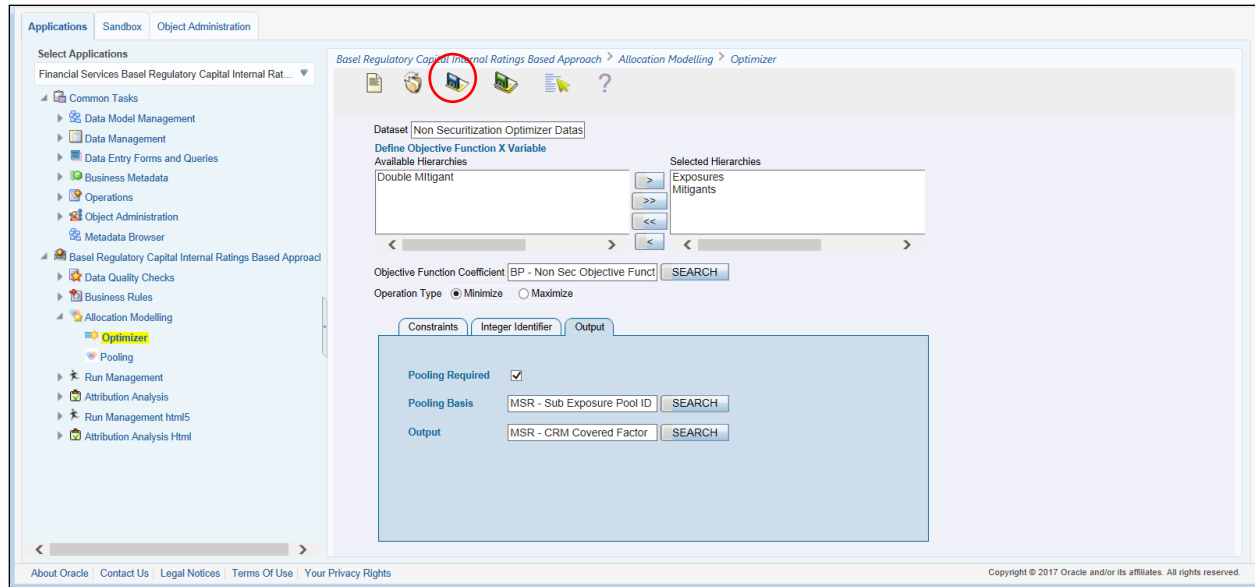 Applications Sandbox Object Administration
Select Applications
Financial Services Basel Regulatory Capital Internal Rat...
Common Tasks
Data Model Management
Data Management
Data Entry Forms and Queries
Business Metadata
Operations
Object Administration
Metadata Browser
Basel Regulatory Capital Internal Ratings Based Approacl
Data Quality Checks
Business Rules
Allocation Modelling
Optimizer
Pooling
Run Management
Attribution Analysis
Run Management html5
Attribution Analysis Html
Basel Regulatory Capital Internal Ratings Based Approach > Allocation Modelling > Optimizer
?
Dataset Non Securitization Optimizer Datas
Define Objective Function X Variable
Available Hierarchies Selected Hierarchies
Double MItigant
>
>>
<<
<
Exposures
Mitigants
Objective Function Coefficient BP - Non Sec Objective Funct SEARCH
Operation Type Minimize Maximize
Constraints Integer Identifier Output
Pooling Required
Pooling Basis MSR - Sub Exposure Pool ID SEARCH
Output MSR - CRM Covered Factor SEARCH
About Oracle | Contact Us | Legal Notices | Terms Of Use | Your Privacy Rights
Copyright © 2017 Oracle and/or its affiliates. All rights reserved.